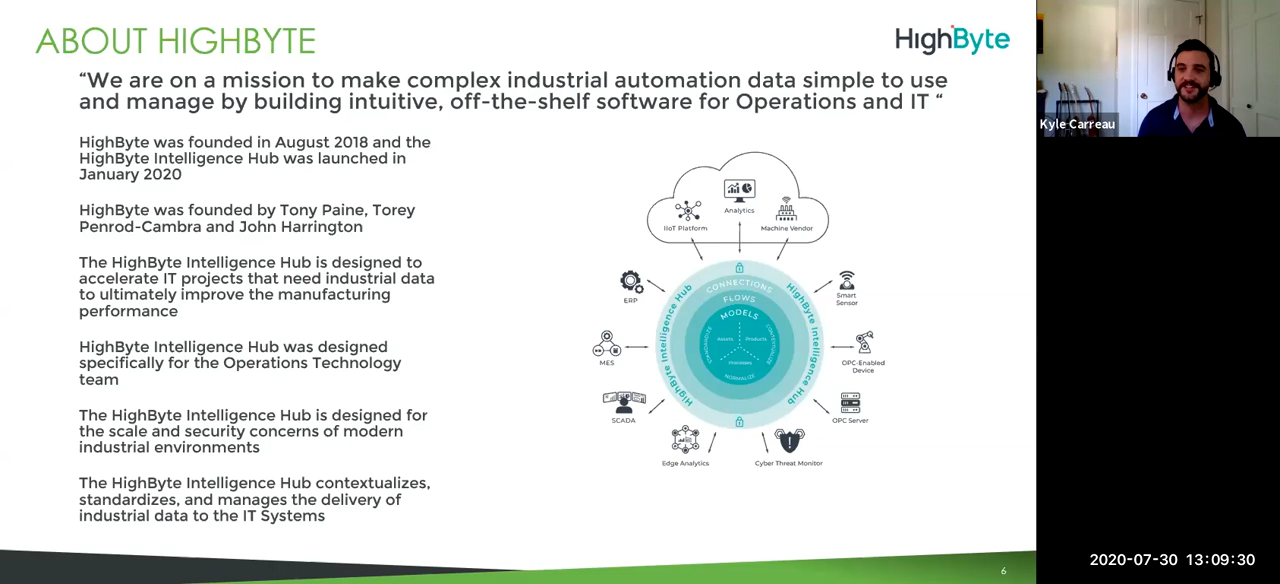 ABOUT HIGHBYTE
HighByte
“We are on a mission to make complex industrial automation data simple to use
and manage by building intuitive, off-the-shelf software for Operations and IT “
HighByte was founded in August 2018 and the
HighByte Intelligence Hub was launched in
January 2020
HighByte was founded by Tony Paine, Torey
Penrod-Cambra and John Harrington
The HighByte Intelligence Hub is designed to
accelerate IT projects that need industrial data
to ultimately improve the manufacturing
performance
HighByte Intelligence Hub was designed
specifically for the Operations Technology
team
The HighByte Intelligence Hub is designed for
the scale and security concerns of modern
industrial environments
The HighByte Intelligence Hub contextualizes,
standardizes, and manages the delivery of
industrial data to the IT Systems
Analytics
IIoT Platform
Machine Vendor
ERP
Smart
Sensor
MES
OPC-Enabled
Device
SCADA
OPC Server
Edge Analytics
Cyber Threat Monitor
HighByte Intelligence Hub
HighByte Intelligence Hub
CONNECTIONS
FLOWS
MODELS
STANDARDIZE
CONTEXTUALIZE
NORMALIZE
Assets
Products
Processes
6
Kyle Carreau
2020-07-30 13:09:30